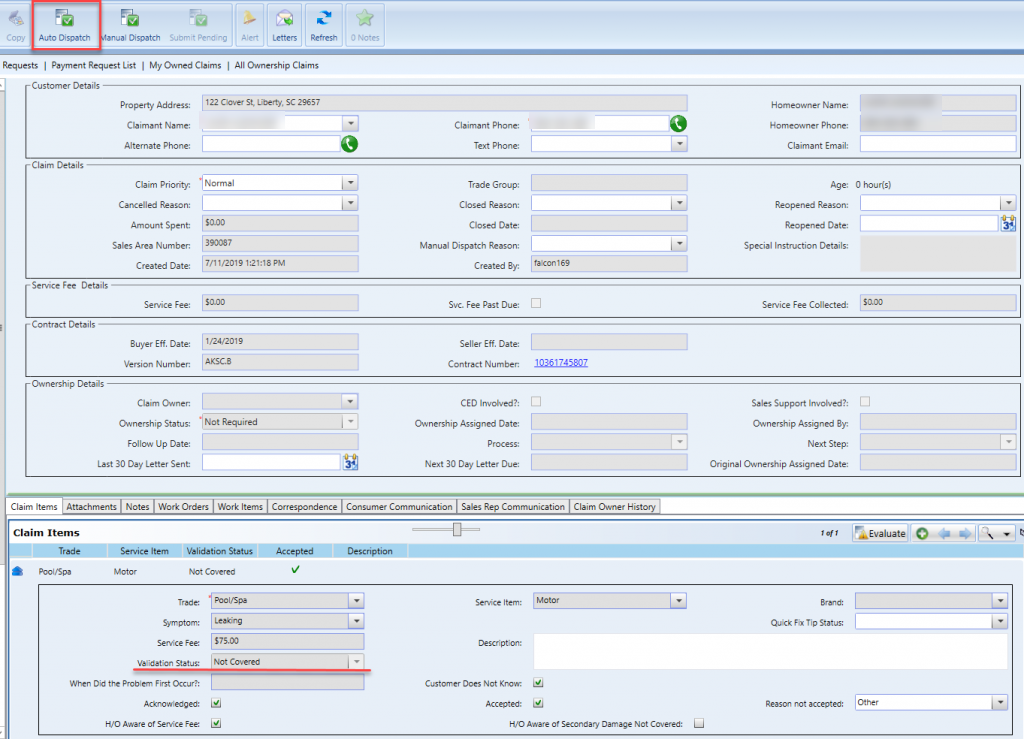 Copy Auto Dispatch Manual Dispatch Submit Pending Alert Letters Refresh 0 Notes
Requests | Payment Request List | My Owned Claims | All Ownership Claims
Customer Details
Property Address: 122 Clover St, Liberty, SC 29657 Homeowner Name:
Claimant Name: Claimant Phone: Homeowner Phone:
Alternate Phone: Text Phone: Claimant Email:
Claim Details
Claim Priority: * Normal Trade Group: Age: 0 hour(s)
Cancelled Reason: Closed Reason: Reopened Reason:
Amount Spent: $0.00 Closed Date: Reopened Date:
Sales Area Number: 390087 Manual Dispatch Reason: Special Instruction Details:
Created Date: 7/11/2019 1:21:18 PM Created By: falcon169
Service Fee Details
Service Fee: $0.00 Svc. Fee Past Due: Service Fee Collected: $0.00
Contract Details
Buyer Eff. Date: 1/24/2019 Seller Eff. Date:
Version Number: AKSC.B Contract Number: 10361745807
Ownership Details
Claim Owner: CED Involved?: Sales Support Involved?:
Ownership Status: * Not Required Ownership Assigned Date: Ownership Assigned By:
Follow Up Date: Process: Next Step:
Last 30 Day Letter Sent: Next 30 Day Letter Due: Original Ownership Assigned Date:
Claim Items Attachments Notes Work Orders Work Items Correspondence Consumer Communication Sales Rep Communication Claim Owner History
Claim Items 1 of 1 Evaluate
Trade Service Item Validation Status Accepted Description
Pool/Spa Motor Not Covered
Trade: * Pool/Spa Service Item: Motor Brand:
Symptom: Leaking Quick Fix Tip Status:
Service Fee: $75.00 Description:
Validation Status: Not Covered
When Did the Problem First Occur?: Customer Does Not Know:
Acknowledged: Accepted: Reason not accepted: Other
H/O Aware of Service Fee: H/O Aware of Secondary Damage Not Covered: